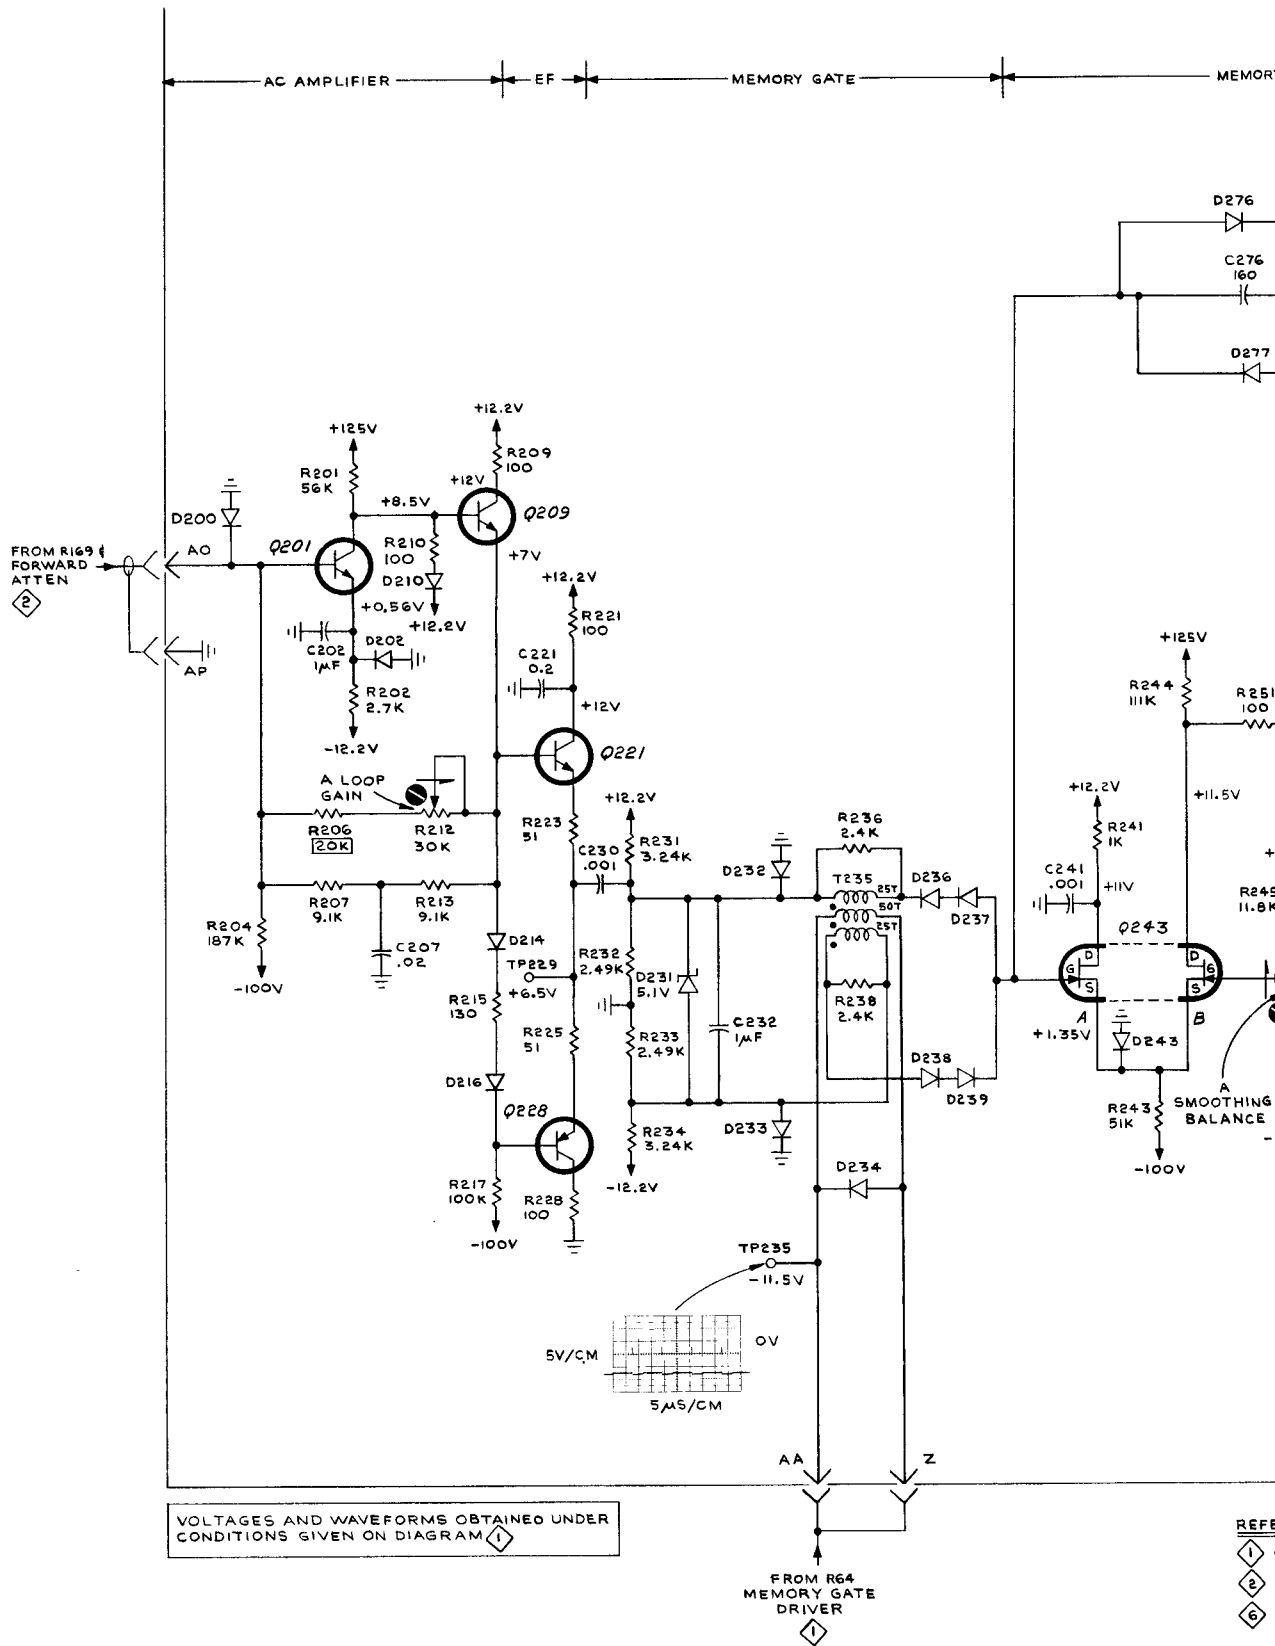 AC AMPLIFIER
EF
MEMORY GATE
MEMORY
D276
C276
160
D277
+12.2V
+125V
R209
100
R201
56K
+12V
+8.5V
Q209
D200
FROM R169 ¢
FORWARD
ATTEN
2
AO
Q201
R210
100
D210
+7V
+0.56V
+12.2V
+12.2V
R221
100
C202
1µF
D202
AP
C221
0.2
R202
2.7K
+12V
-12.2V
Q221
A LOOP
GAIN
R206
20K
R212
30K
R223
51
+12.2V
C230
.001
R231
3.24K
R236
2.4K
D232
T235
25T
50T
25T
D236
D237
R207
9.1K
R213
9.1K
R204
187K
-100V
C207
.02
D214
TP229
+6.5V
R232
2.49K
D231
5.1V
R215
130
R225
51
R233
2.49K
C232
1µF
R238
2.4K
D216
Q228
D238
D239
R234
3.24K
D233
-12.2V
D234
R217
100K
R228
100
-100V
TP235
-11.5V
5V/CM
0V
5µS/CM
+125V
R244
111K
R251
100
+12.2V
+11.5V
R241
1K
C241
.001
+11V
+
R245
11.8K
Q243
D
G
S
D
G
S
A
B
+1.35V
D243
R243
51K
-100V
A
SMOOTHING
BALANCE
-
AA
Z
VOLTAGES AND WAVEFORMS OBTAINED UNDER
CONDITIONS GIVEN ON DIAGRAM 1
FROM R64
MEMORY GATE
DRIVER
1
REFE
1
2
6